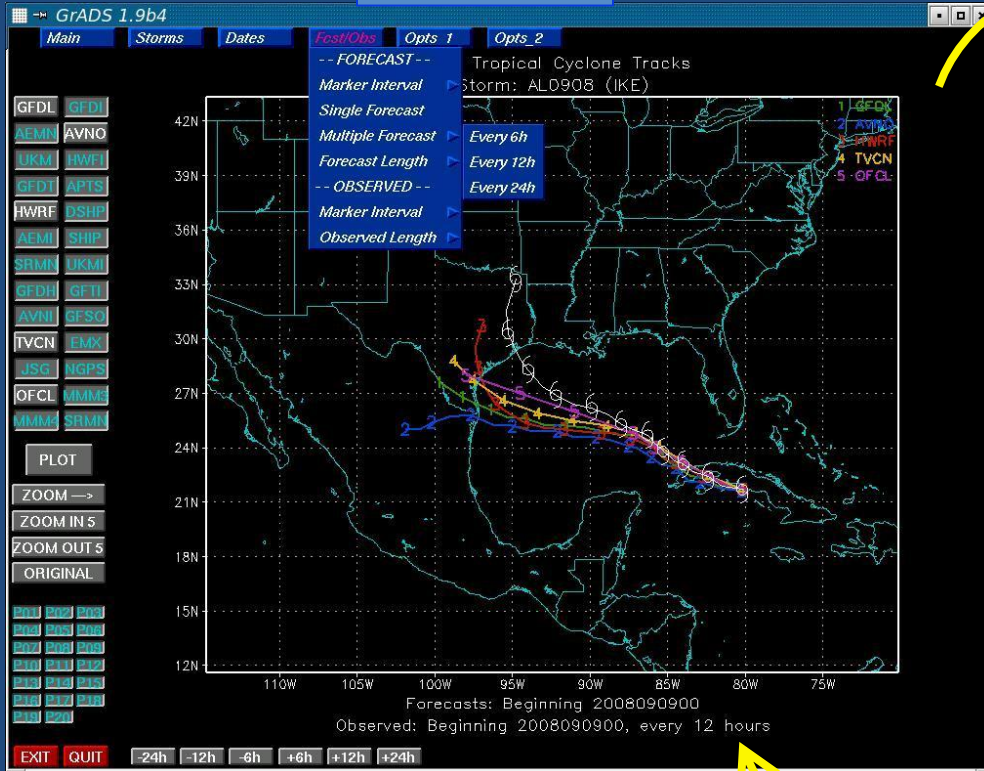 GrADS 1.9b4
Main Storms Dates Fcst/Obs Opts_1 Opts_2
-- FORECAST --
Marker Interval
Single Forecast
Multiple Forecast
Forecast Length
-- OBSERVED --
Marker Interval
Observed Length
Every 6h
Every 12h
Every 24h
Tropical Cyclone Tracks
Storm: AL0908 (IKE)
1 GFDL
2 AVNO
3 HWRF
4 TVCN
5 OFCL
GFDL GFDI
AEMN AVNO
UKM HWFI
GFDT APTS
HWRF DSHP
AEMI SHIP
SRMN UKMI
GFDH GFTI
AVNI GFSO
TVCN EMX
JSG NGPS
OFCL MMM3
MMM4 SRMN
PLOT
ZOOM —>
ZOOM IN 5
ZOOM OUT 5
ORIGINAL
P01 P02 P03
P04 P05 P06
P07 P08 P09
P10 P11 P12
P13 P14 P15
P16 P17 P18
P19 P20
EXIT QUIT
-24h -12h -6h +6h +12h +24h
42N
39N
36N
33N
30N
27N
24N
21N
18N
15N
12N
110W 105W 100W 95W 90W 85W 80W 75W
Forecasts: Beginning 2008090900
Observed: Beginning 2008090900, every 12 hours